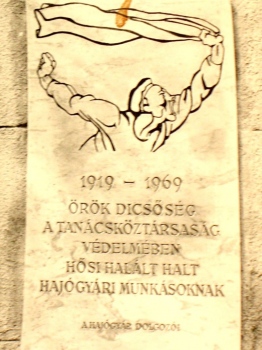 1919 - 1969
ÖRÖK DICSŐSÉG
A TANÁCSKÖZTÁRSASÁG
VÉDELMÉBEN
HŐSI HALÁLT HALT
HAJÓGYÁRI MUNKÁSOKNAK
A HAJÓGYÁR DOLGOZÓI